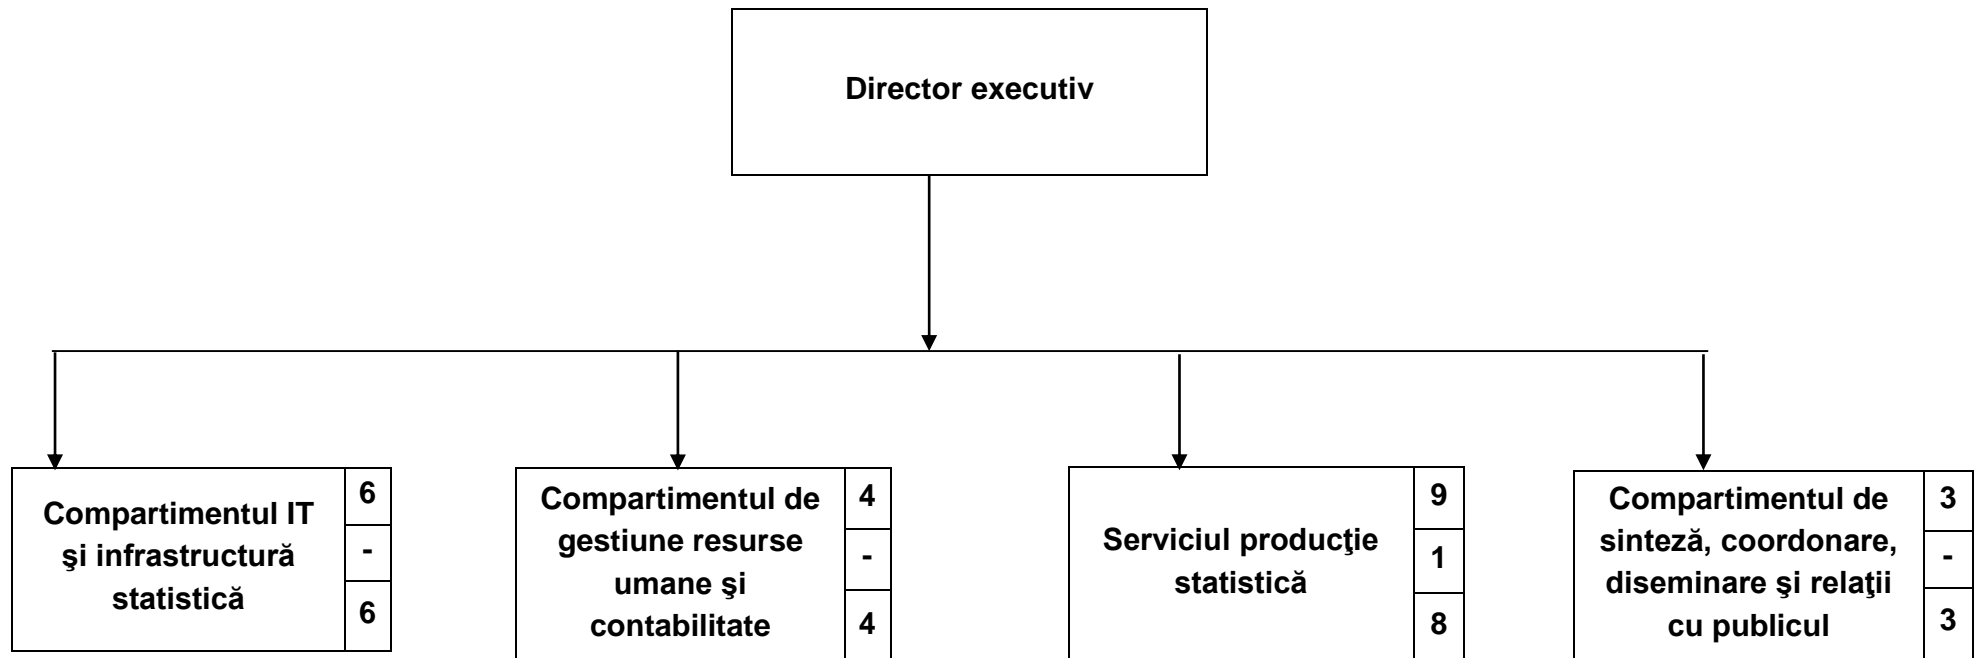 Director executiv
Compartimentul IT
şi infrastructură
statistică
6
-
6
Compartimentul de
gestiune resurse
umane şi
contabilitate
4
-
4
Serviciul producţie
statistică
9
1
8
Compartimentul de
sinteză, coordonare,
diseminare şi relaţii
cu publicul
3
-
3